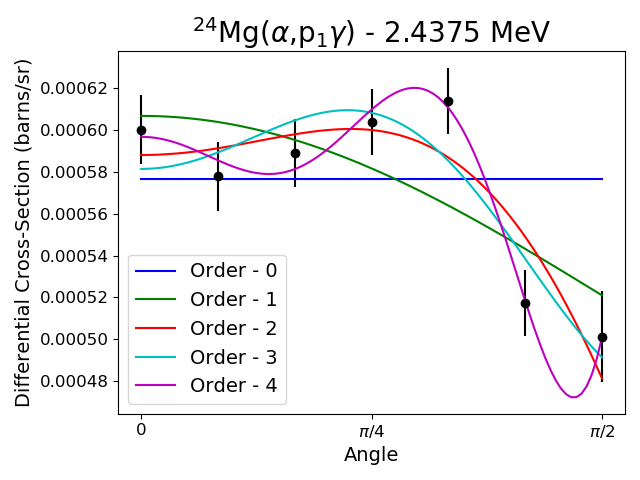 ²⁴Mg(α,p₁γ) - 2.4375 MeV
Differential Cross-Section (barns/sr)
0.00062
0.00060
0.00058
0.00056
0.00054
0.00052
0.00050
0.00048
Order - 0
Order - 1
Order - 2
Order - 3
Order - 4
0 π/4 π/2
Angle